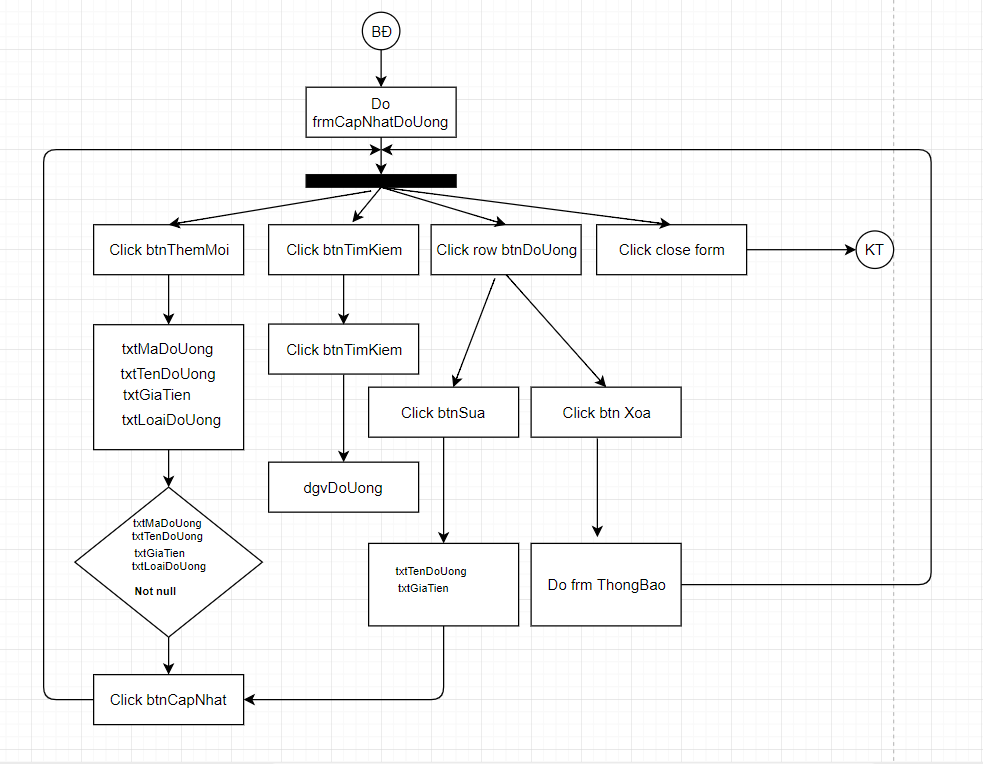 BĐ
Do
frmCapNhatDoUong
Click btnThemMoi
Click btnTimKiem
Click row btnDoUong
Click close form
KT
txtMaDoUong
txtTenDoUong
txtGiaTien
txtLoaiDoUong
Click btnTimKiem
Click btnSua
Click btn Xoa
dgvDoUong
txtMaDoUong
txtTenDoUong
txtGiaTien
txtLoaiDoUong
Not null
txtTenDoUong
txtGiaTien
Do frm ThongBao
Click btnCapNhat